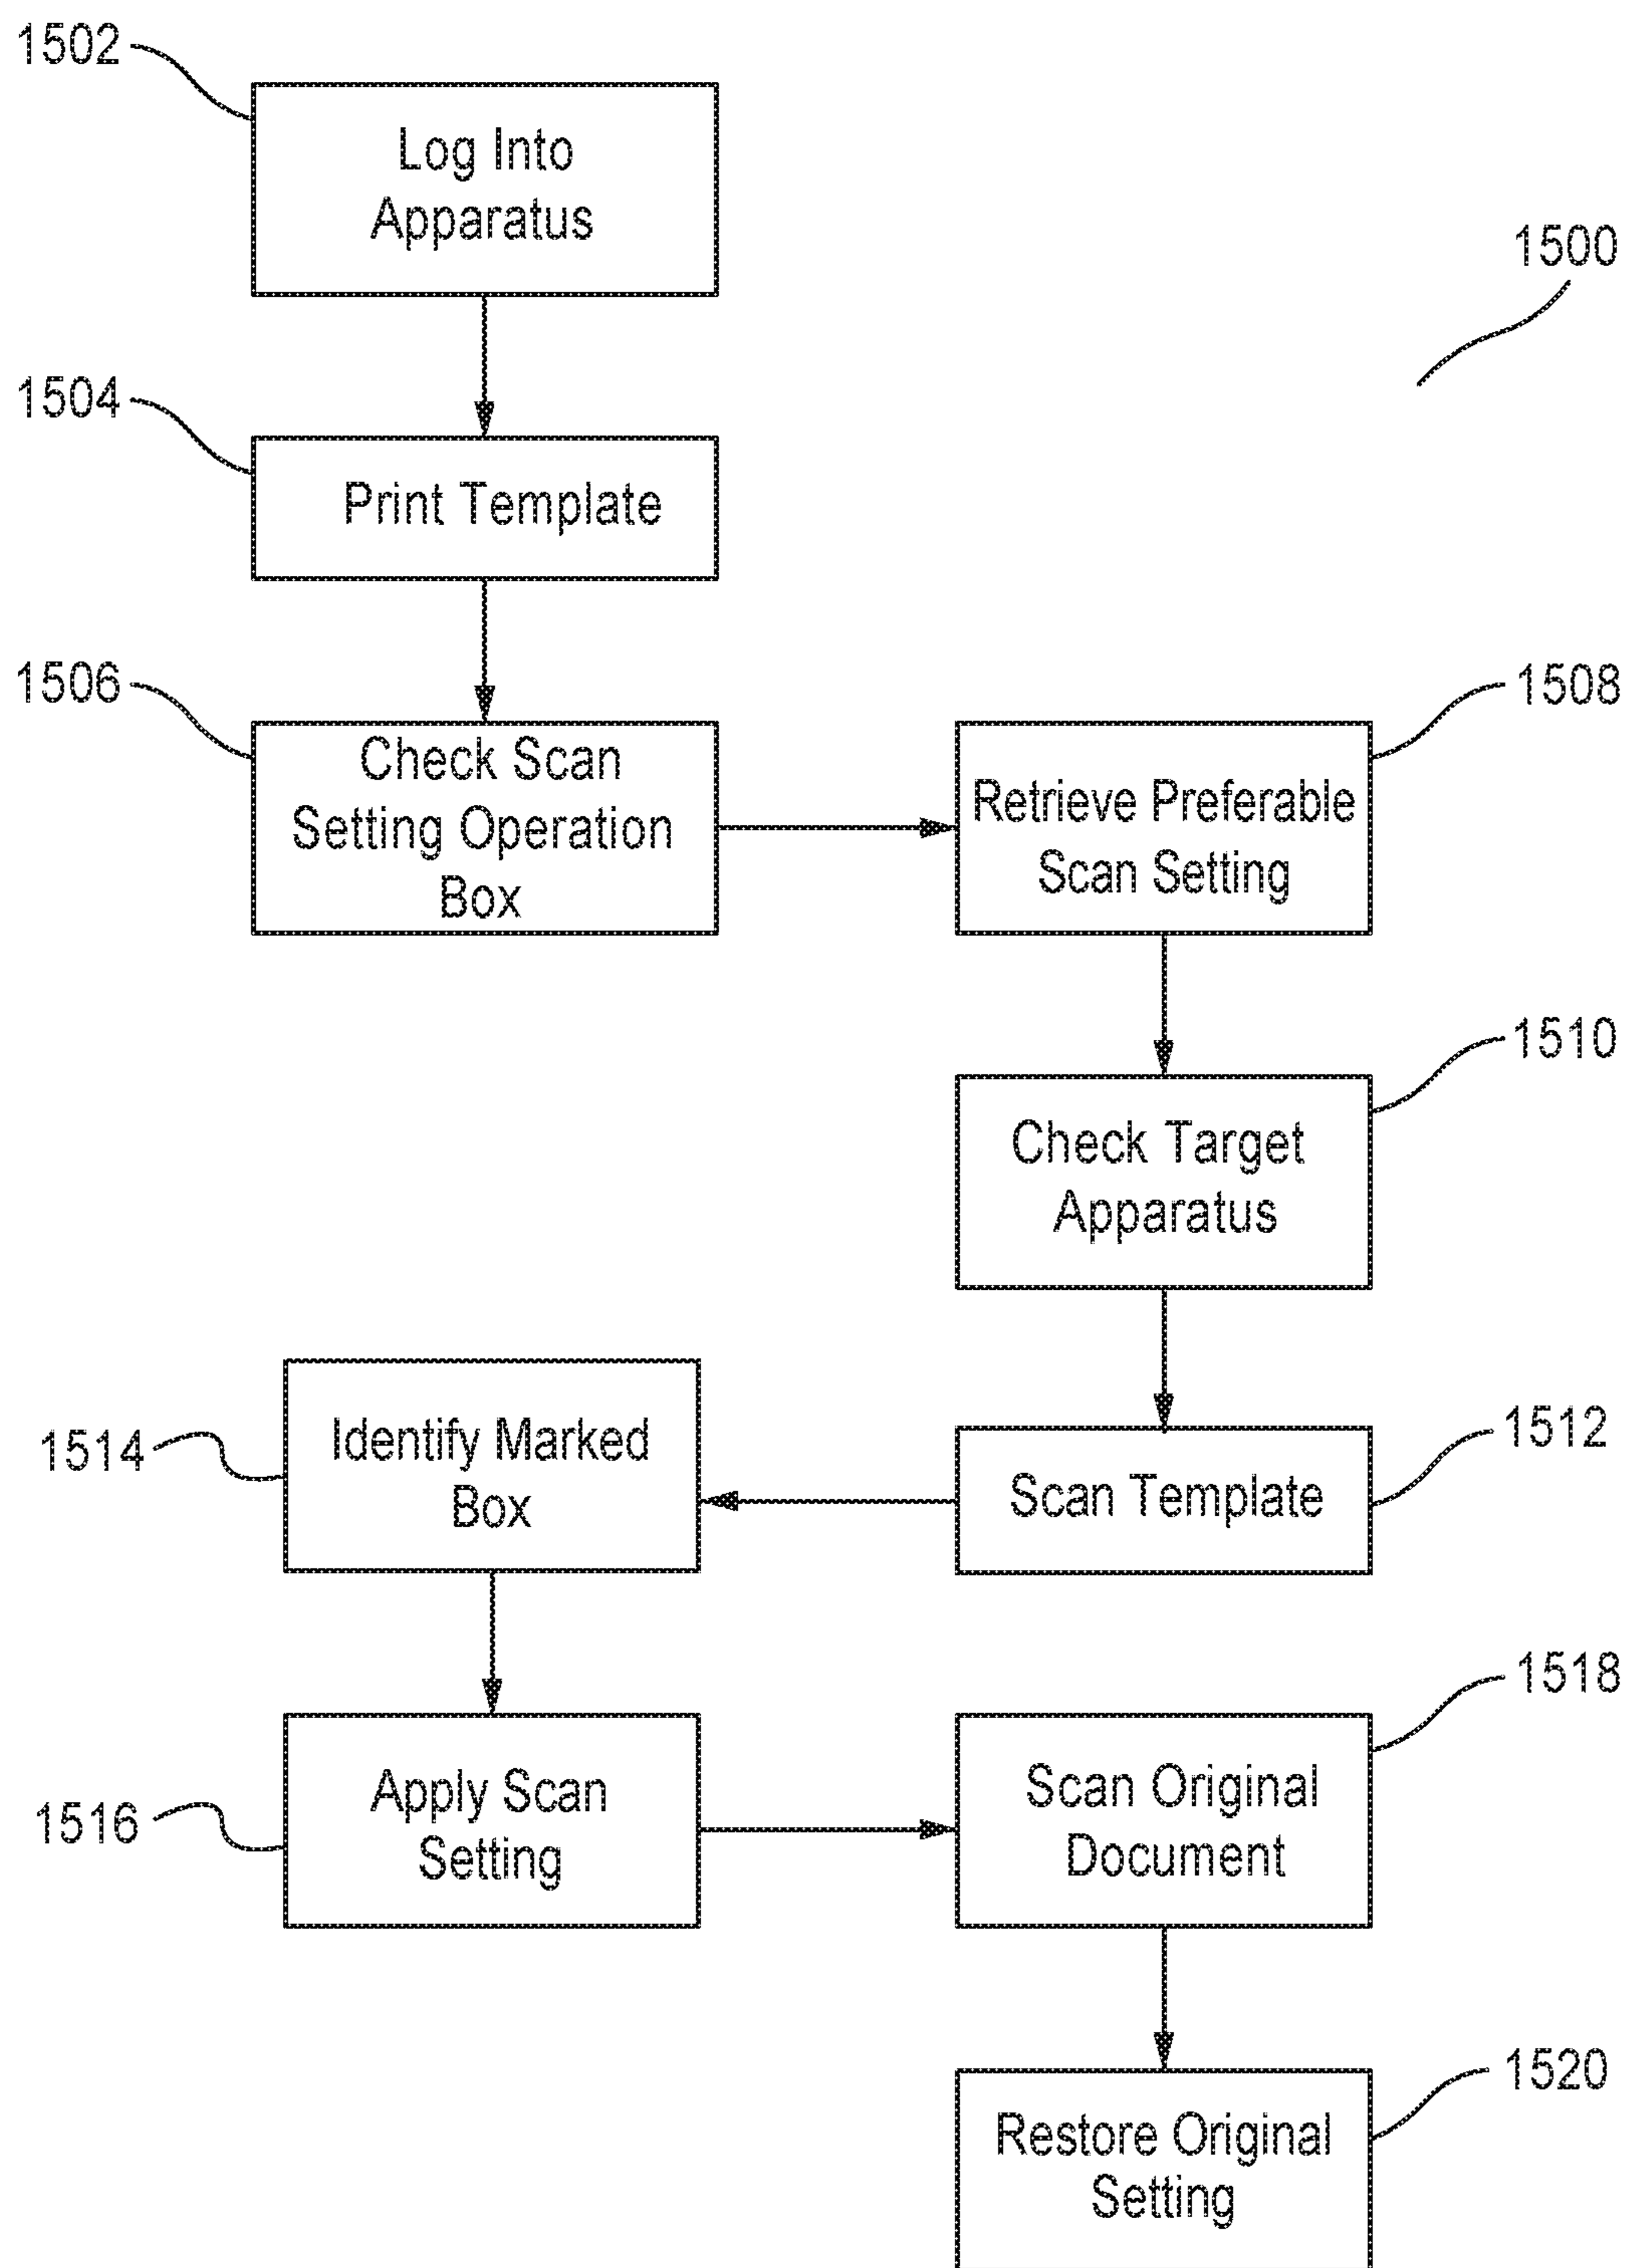 1502
Log Into
Apparatus
1500
1504
Print Template
1506
Check Scan
Setting Operation
Box
1508
Retrieve Preferable
Scan Setting
1510
Check Target
Apparatus
1512
Scan Template
1514
Identify Marked
Box
1516
Apply Scan
Setting
1518
Scan Original
Document
1520
Restore Original
Setting